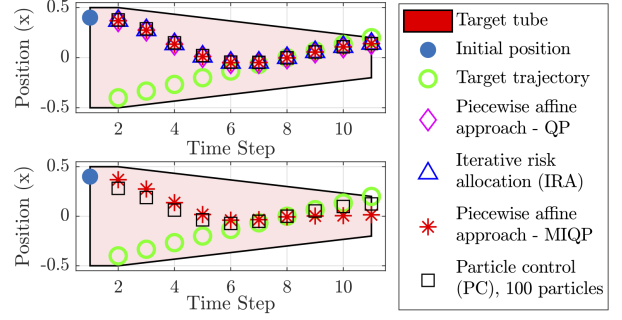 0.5
0
-0.5
Position (x)
2 4 6 8 10
Time Step
0.5
0
-0.5
Position (x)
2 4 6 8 10
Time Step
Target tube
Initial position
Target trajectory
Piecewise affine
approach - QP
Iterative risk
allocation (IRA)
Piecewise affine
approach - MIQP
Particle control
(PC), 100 particles